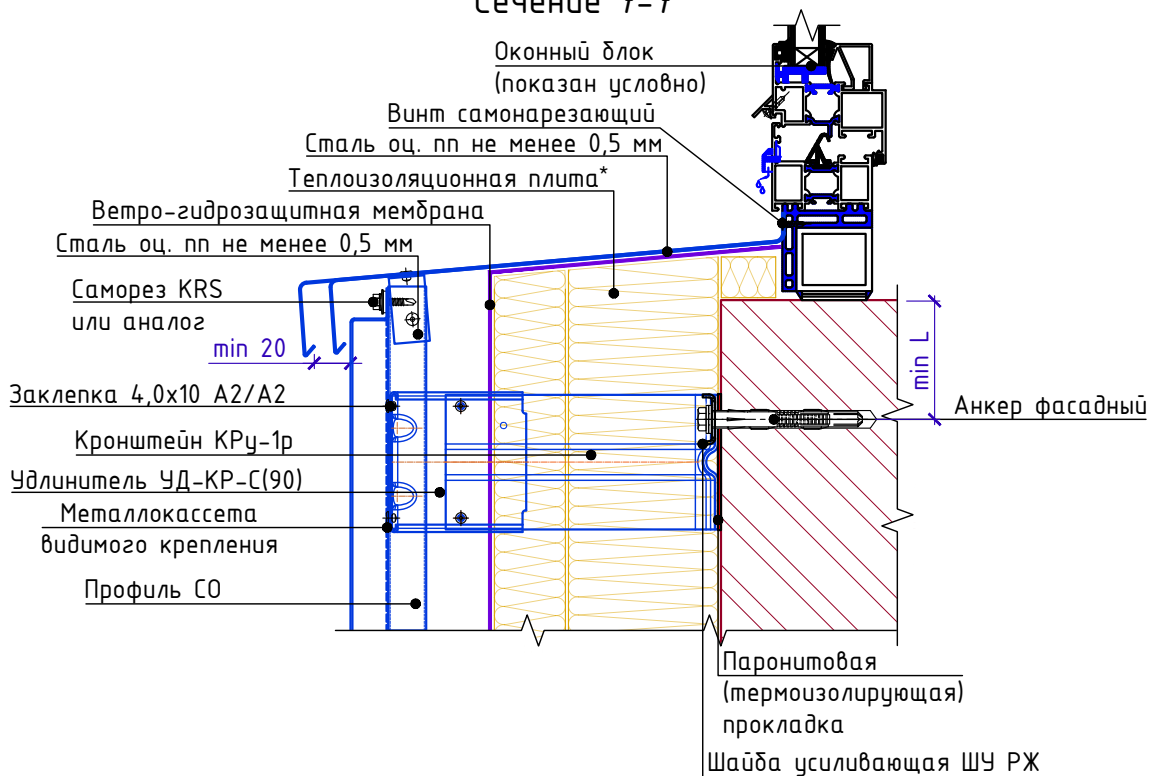 Сечение 1-1
Оконный блок
(показан условно)
Винт самонарезающий
Сталь оц. пп не менее 0,5 мм
Теплоизоляционная плита*
Ветро-гидрозащитная мембрана
Сталь оц. пп не менее 0,5 мм
Саморез KRS
или аналог
min 20
min L
Заклепка 4,0х10 А2/А2
Анкер фасадный
Кронштейн КРу-1р
Удлинитель УД-КР-С(90)
Металлокассета
видимого крепления
Профиль СО
Паронитовая
(термоизолирующая)
прокладка
Шайба усиливающая ШУ РЖ